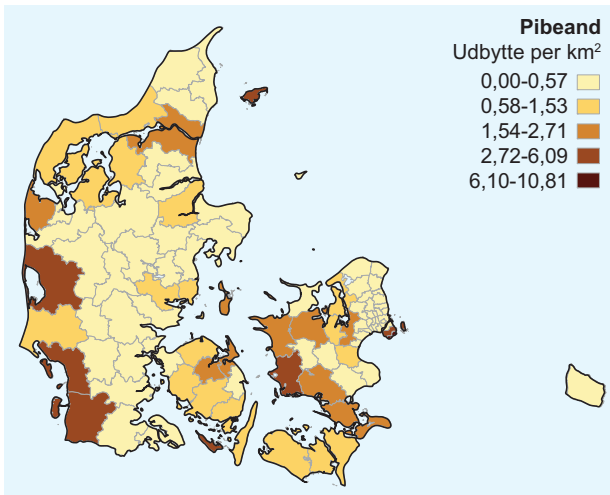 Pibeand
Udbytte per km²
0,00-0,57
0,58-1,53
1,54-2,71
2,72-6,09
6,10-10,81